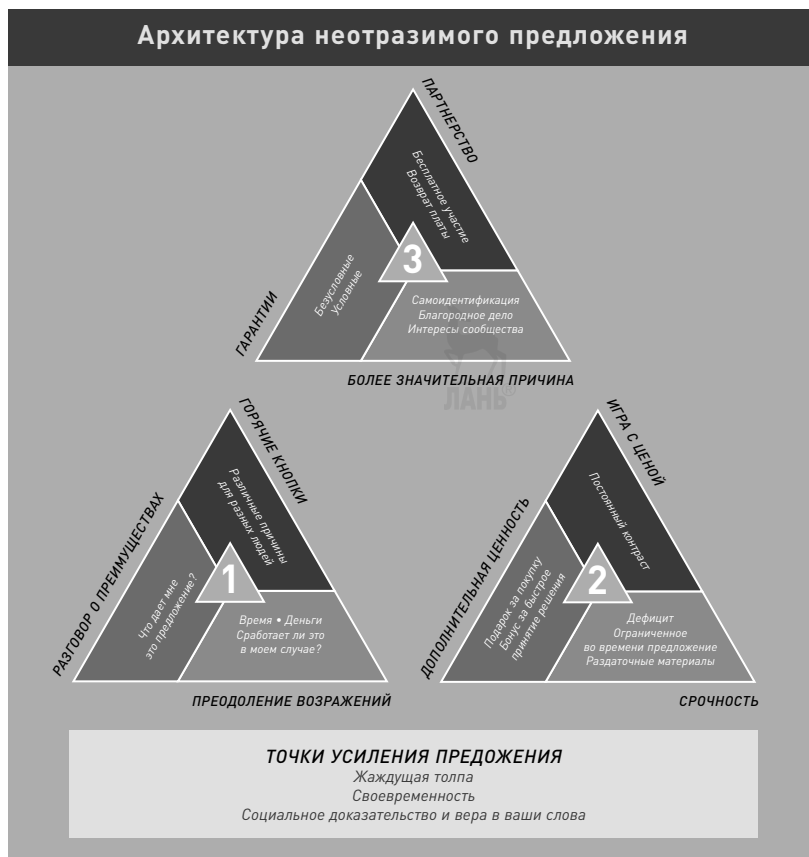 Архитектура неотразимого предложения
ПАРТНЕРСТВО
Бесплатное участие
Возврат платы
3
ГАРАНТИИ
Безусловные
Условные
Самоидентификация
Благородное дело
Интересы сообщества
БОЛЕЕ ЗНАЧИТЕЛЬНАЯ ПРИЧИНА
ЛАНЬ®
ГОРЯЧИЕ КНОПКИ
Различные причины
для разных людей
1
РАЗГОВОР О ПРЕИМУЩЕСТВАХ
Что дает мне
это предложение?
Время • Деньги
Сработает ли это
в моем случае?
ПРЕОДОЛЕНИЕ ВОЗРАЖЕНИЙ
ИГРА С ЦЕНОЙ
Постоянный контраст
2
ДОПОЛНИТЕЛЬНАЯ ЦЕННОСТЬ
Подарок за покупку
Бонус за быстрое
принятие решения
Дефицит
Ограниченное
во времени предложение
Раздаточные материалы
СРОЧНОСТЬ
ТОЧКИ УСИЛЕНИЯ ПРЕДОЖЕНИЯ
Жаждущая толпа
Своевременность
Социальное доказательство и вера в ваши слова